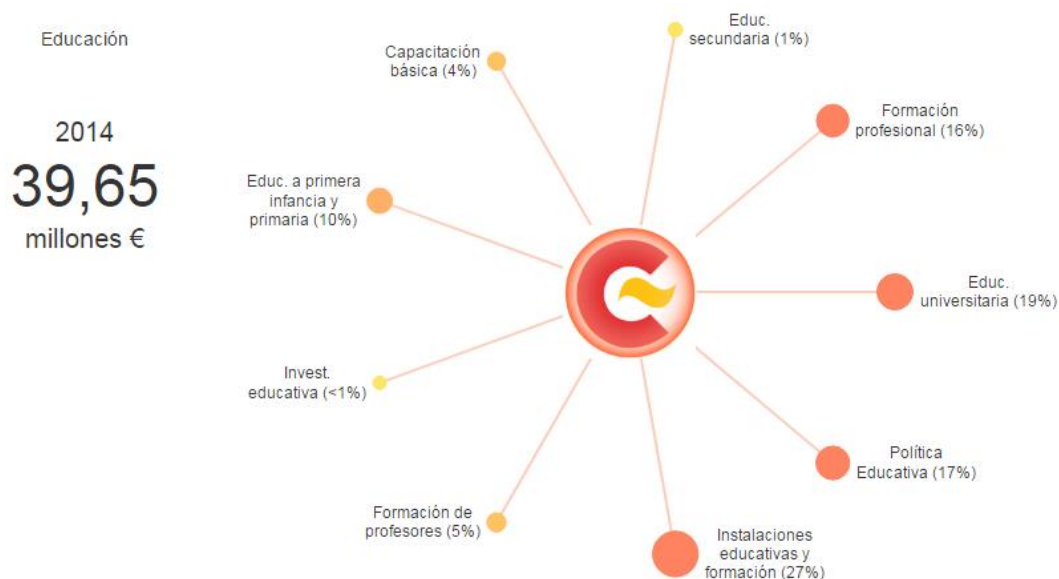 Educación
2014
39,65
millones €
Educ.
secundaria (1%)
Capacitación
básica (4%)
Formación
profesional (16%)
Educ. a primera
infancia y
primaria (10%)
Educ.
universitaria (19%)
Invest.
educativa (<1%)
Política
Educativa (17%)
Formación de
profesores (5%)
Instalaciones
educativas y
formación (27%)